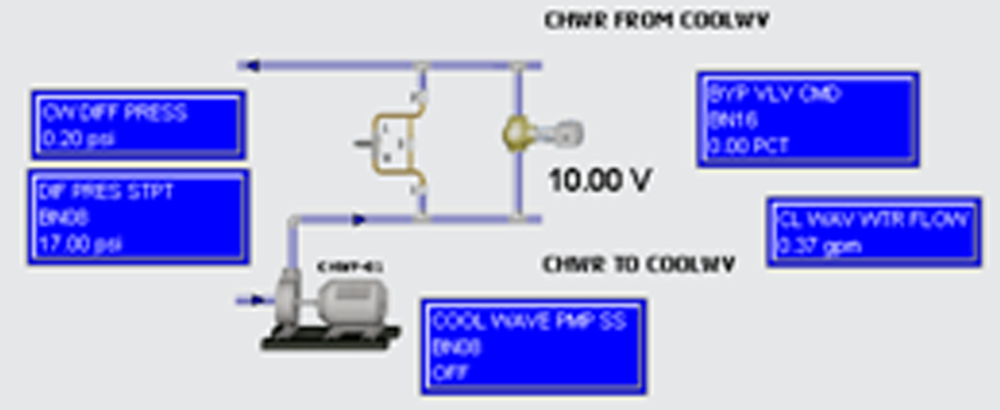 CHWR FROM COOLWV
CW DIFF PRESS
0.20 psi
BYP VLV CMD
BN16
0.00 PCT
DIF PRES STPT
BN08
17.00 psi
10.00 V
CL WAV WTR FLOW
0.37 gpm
CHWR TO COOLWV
CHWP-01
COOL WAVE PMP SS
BN08
OFF